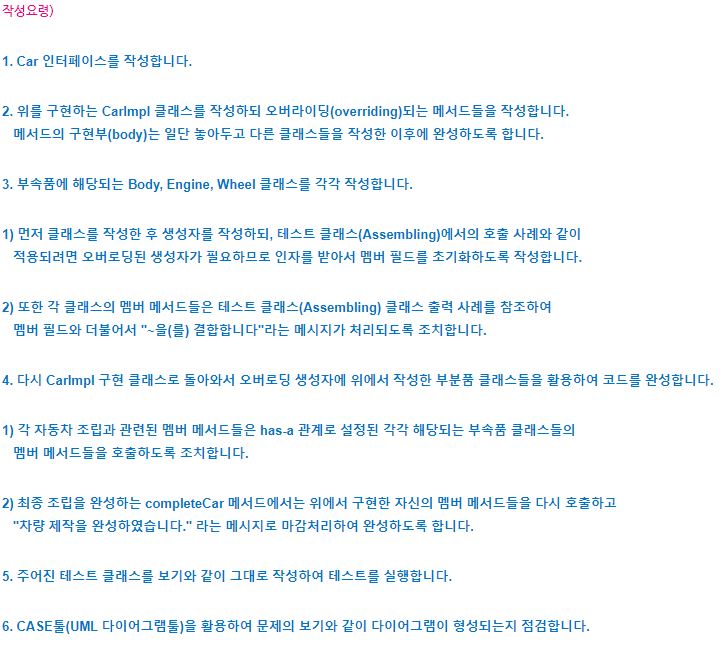 작성요령)
1. Car 인터페이스를 작성합니다.
2. 위를 구현하는 CarImpl 클래스를 작성하되 오버라이딩(overriding)되는 메서드들을 작성합니다.
메서드의 구현부(body)는 일단 놓아두고 다른 클래스들을 작성한 이후에 완성하도록 합니다.
3. 부속품에 해당되는 Body, Engine, Wheel 클래스를 각각 작성합니다.
1) 먼저 클래스를 작성한 후 생성자를 작성하되, 테스트 클래스(Assembling)에서의 호출 사례와 같이
적용되려면 오버로딩된 생성자가 필요하므로 인자를 받아서 멤버 필드를 초기화하도록 작성합니다.
2) 또한 각 클래스의 멤버 메서드들은 테스트 클래스(Assembling) 클래스 출력 사례를 참조하여
멤버 필드와 더불어서 "~을(를) 결합합니다"라는 메시지가 처리되도록 조치합니다.
4. 다시 CarImpl 구현 클래스로 돌아와서 오버로딩 생성자에 위에서 작성한 부분품 클래스들을 활용하여 코드를 완성합니다.
1) 각 자동차 조립과 관련된 멤버 메서드들은 has-a 관계로 설정된 각각 해당되는 부속품 클래스들의
멤버 메서드들을 호출하도록 조치합니다.
2) 최종 조립을 완성하는 completeCar 메서드에서는 위에서 구현한 자신의 멤버 메서드들을 다시 호출하고
"차량 제작을 완성하였습니다." 라는 메시지로 마감처리하여 완성하도록 합니다.
5. 주어진 테스트 클래스를 보기와 같이 그대로 작성하여 테스트를 실행합니다.
6. CASE툴(UML 다이어그램툴)을 활용하여 문제의 보기와 같이 다이어그램이 형성되는지 점검합니다.